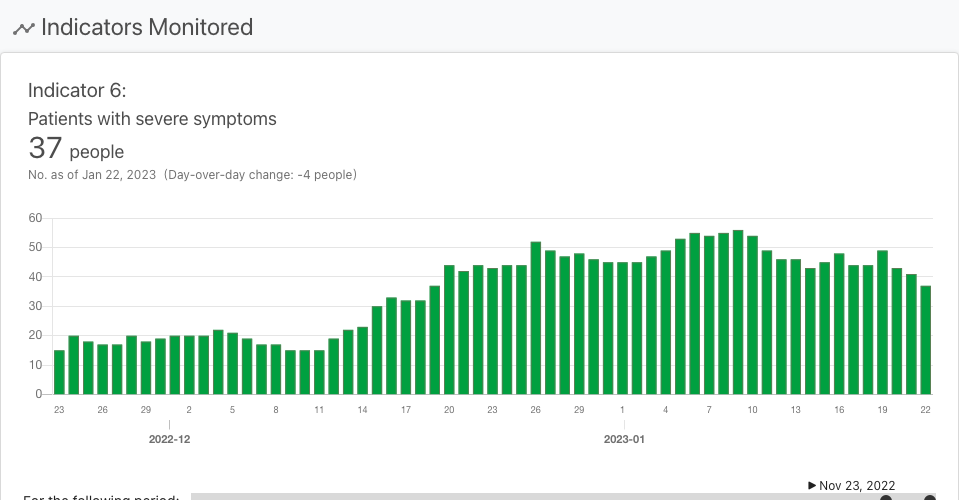 Indicators Monitored
Indicator 6:
Patients with severe symptoms
37 people
No. as of Jan 22, 2023 (Day-over-day change: -4 people)
60
50
40
30
20
10
0
23 26 29 2 5 8 11 14 17 20 23 26 29 1 4 7 10 13 16 19 22
2022-12 2023-01
▶ Nov 23, 2022
For the following period: